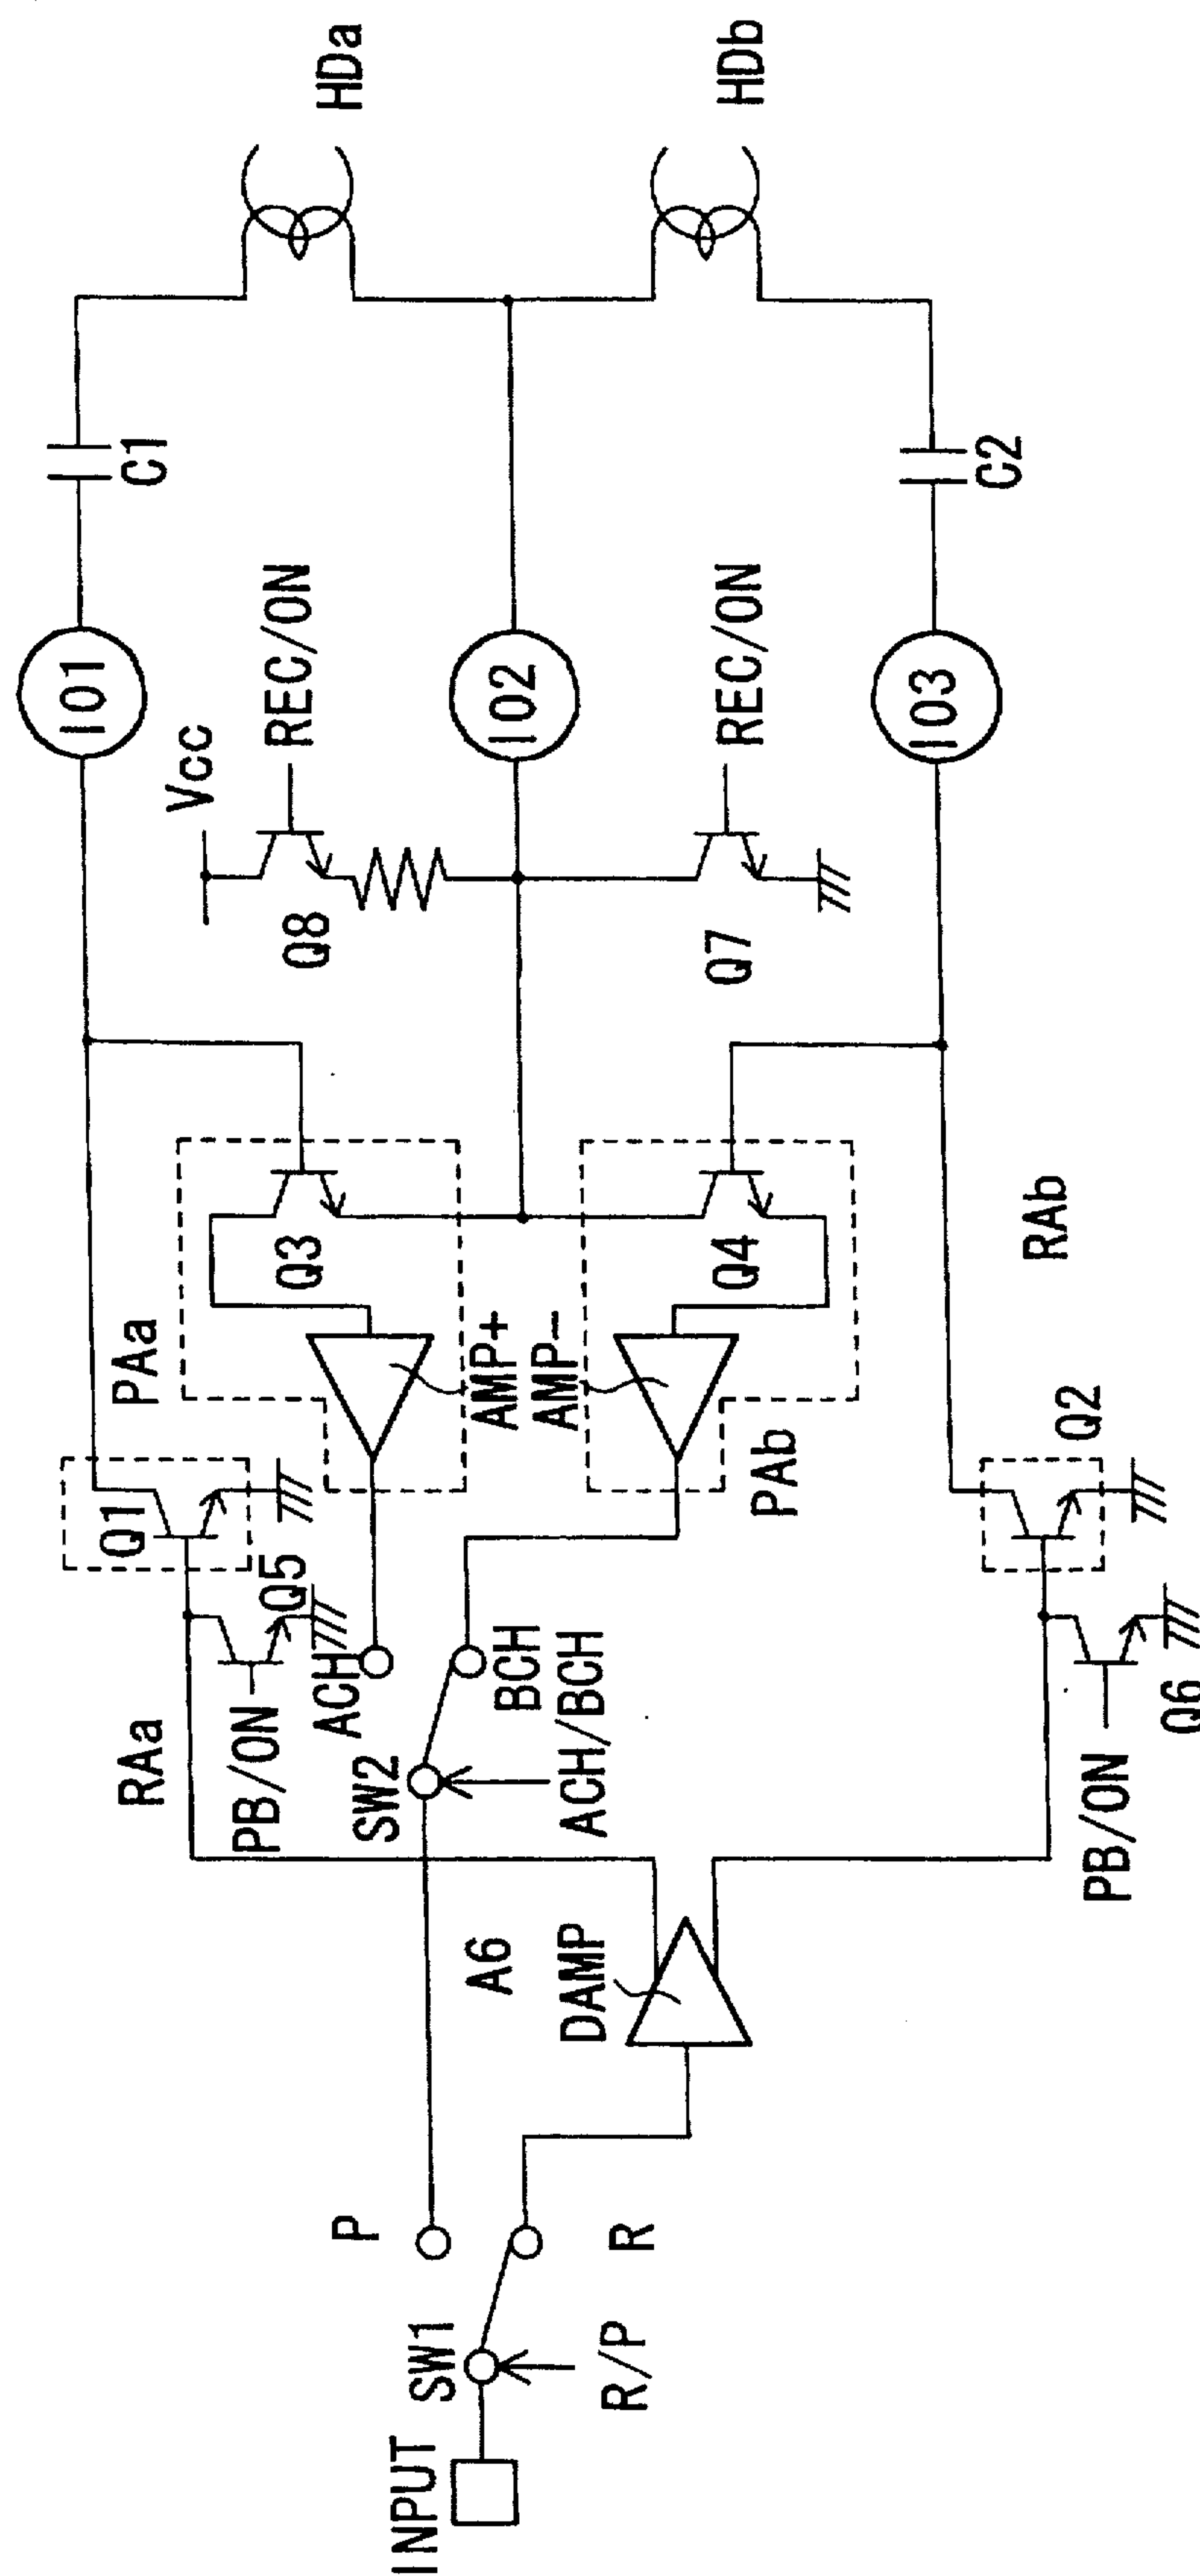 INPUT
SW1
R/P
P
R
A6
DAMP
RAa
PB/ON
Q5
Q1
ACH
SW2
BCH
ACH/BCH
PB/ON
Q6
Q2
RAb
PAa
Q3
AMP+
AMP-
Q4
PAb
Vcc
Q8
REC/ON
Q7
REC/ON
I01
I02
I03
C1
C2
HDa
HDb